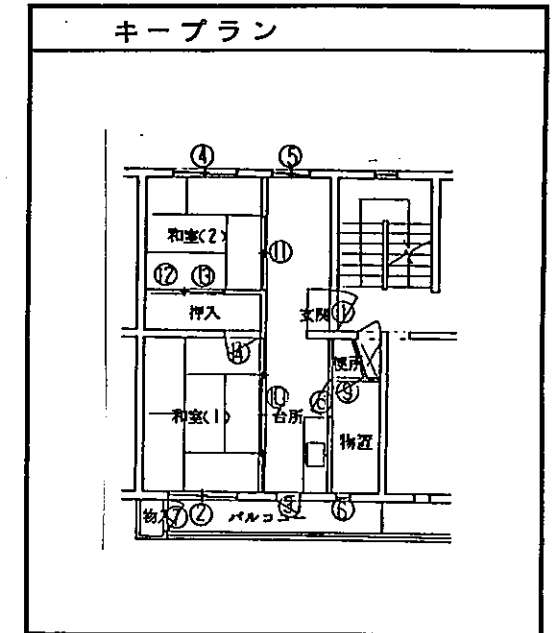 キープラン
④ ⑤
和室(2)
⑪
⑫ ⑬
押入
玄関 ①
⑭
便所
⑨
⑩
和室(1) 台所
物置
物入 ⑦ ② バルコニー ⑥